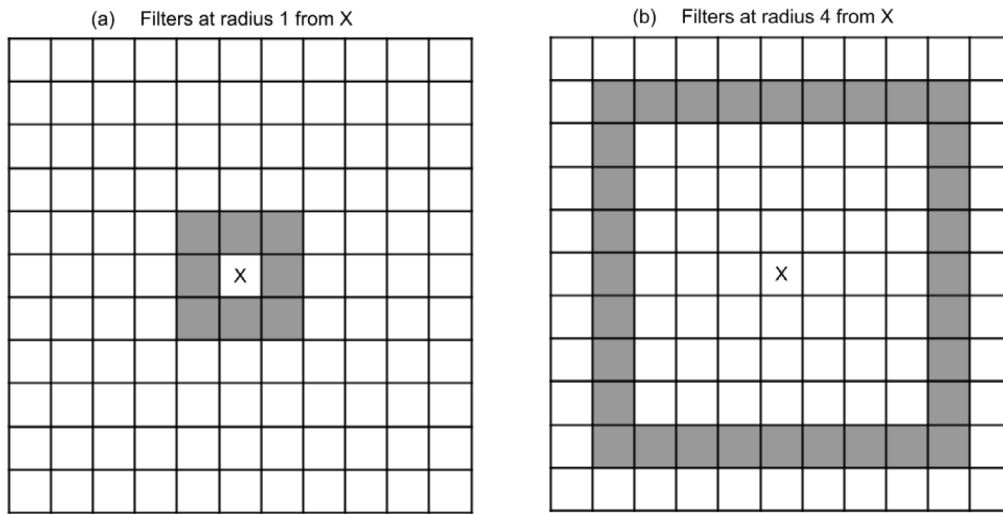 (a) Filters at radius 1 from X
X
(b) Filters at radius 4 from X
X